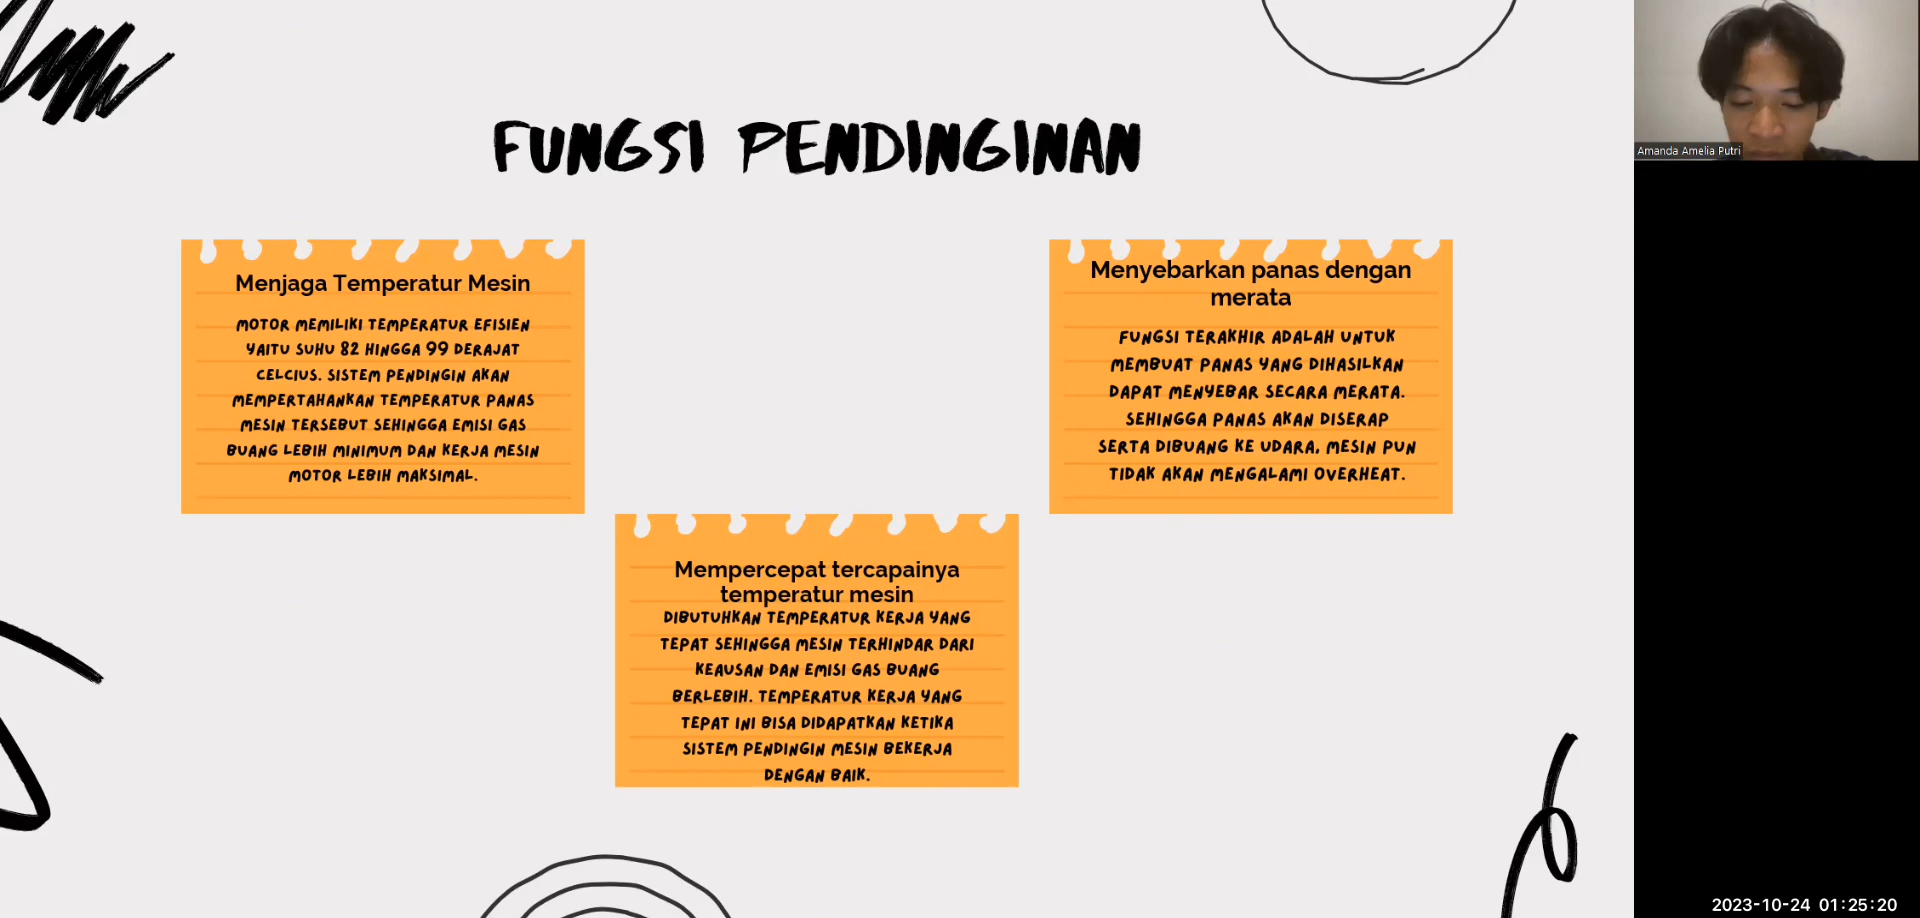 FUNGSI PENDINGINAN
Menjaga Temperatur Mesin
MOTOR MEMILIKI TEMPERATUR EFISIEN
YAITU SUHU 82 HINGGA 99 DERAJAT
CELCIUS. SISTEM PENDINGIN AKAN
MEMPERTAHANKAN TEMPERATUR PANAS
MESIN TERSEBUT SEHINGGA EMISI GAS
BUANG LEBIH MINIMUM DAN KERJA MESIN
MOTOR LEBIH MAKSIMAL.
Mempercepat tercapainya
temperatur mesin
DIBUTUHKAN TEMPERATUR KERJA YANG
TEPAT SEHINGGA MESIN TERHINDAR DARI
KEAUSAN DAN EMISI GAS BUANG
BERLEBIH. TEMPERATUR KERJA YANG
TEPAT INI BISA DIDAPATKAN KETIKA
SISTEM PENDINGIN MESIN BEKERJA
DENGAN BAIK.
Menyebarkan panas dengan
merata
FUNGSI TERAKHIR ADALAH UNTUK
MEMBUAT PANAS YANG DIHASILKAN
DAPAT MENYEBAR SECARA MERATA.
SEHINGGA PANAS AKAN DISERAP
SERTA DIBUANG KE UDARA, MESIN PUN
TIDAK AKAN MENGALAMI OVERHEAT.
Amanda Amelia Putri
2023-10-24 01:25:20